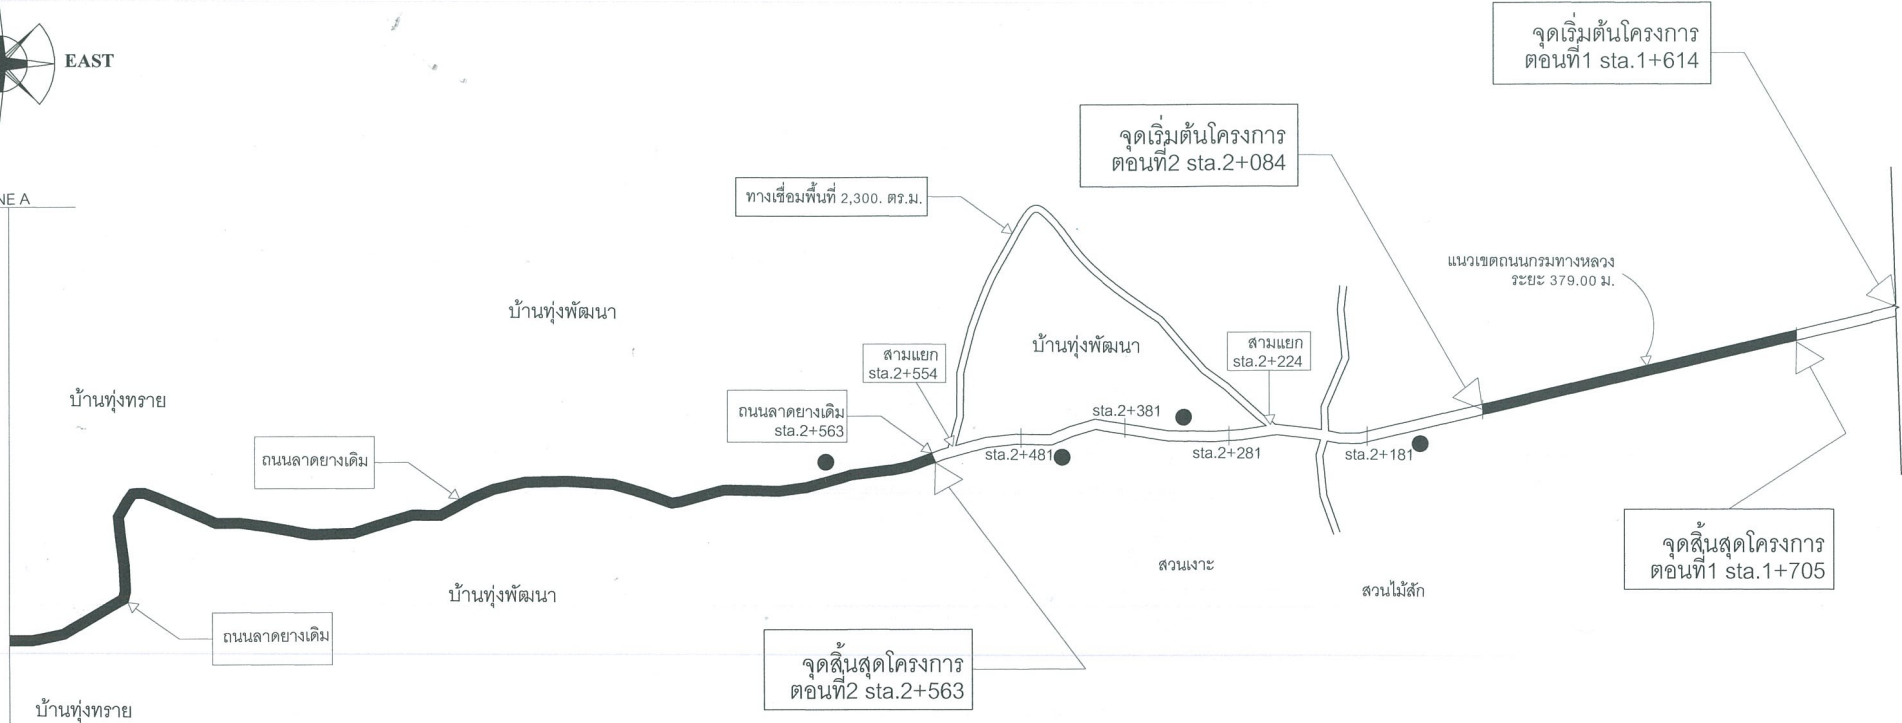 EAST
NE A
จุดเริ่มต้นโครงการ
ตอนที่1 sta.1+614
จุดเริ่มต้นโครงการ
ตอนที่2 sta.2+084
ทางเชื่อมพื้นที่ 2,300. ตร.ม.
แนวเขตถนนกรมทางหลวง
ระยะ 379.00 ม.
บ้านทุ่งพัฒนา
บ้านทุ่งพัฒนา
สามแยก
sta.2+554
สามแยก
sta.2+224
บ้านทุ่งทราย
ถนนลาดยางเดิม
sta.2+563
sta.2+381
sta.2+481
sta.2+281
sta.2+181
ถนนลาดยางเดิม
จุดสิ้นสุดโครงการ
ตอนที่1 sta.1+705
สวนเงาะ
สวนไม้สัก
บ้านทุ่งพัฒนา
ถนนลาดยางเดิม
จุดสิ้นสุดโครงการ
ตอนที่2 sta.2+563
บ้านทุ่งทราย